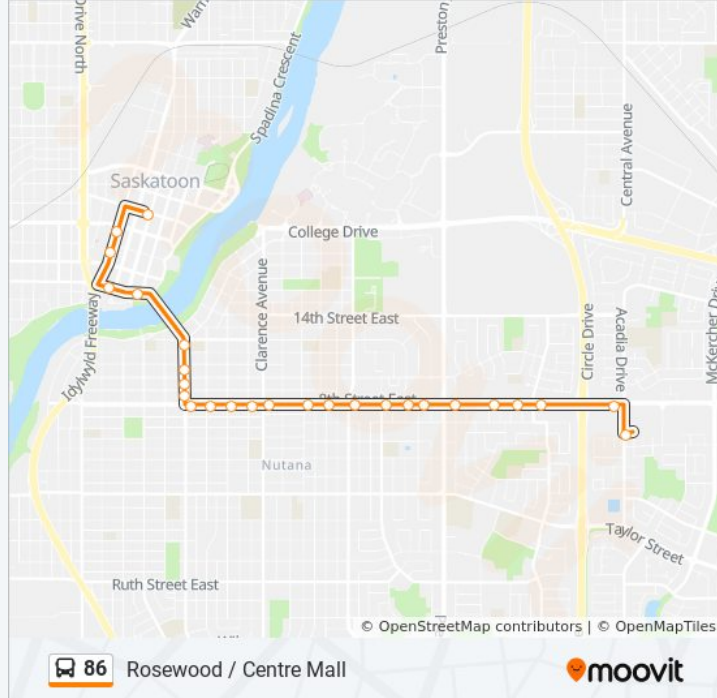 Drive North
Spadina Crescent
Preston
Saskatoon
Central Avenue
College Drive
Clarence Avenue
14th Street East
Idylwyld Freeway
Circle Drive
Acadia Drive
8th Street East
Nutana
Taylor Street
Ruth Street East
© OpenStreetMap contributors | © OpenMapTiles
86 Rosewood / Centre Mall
moovit